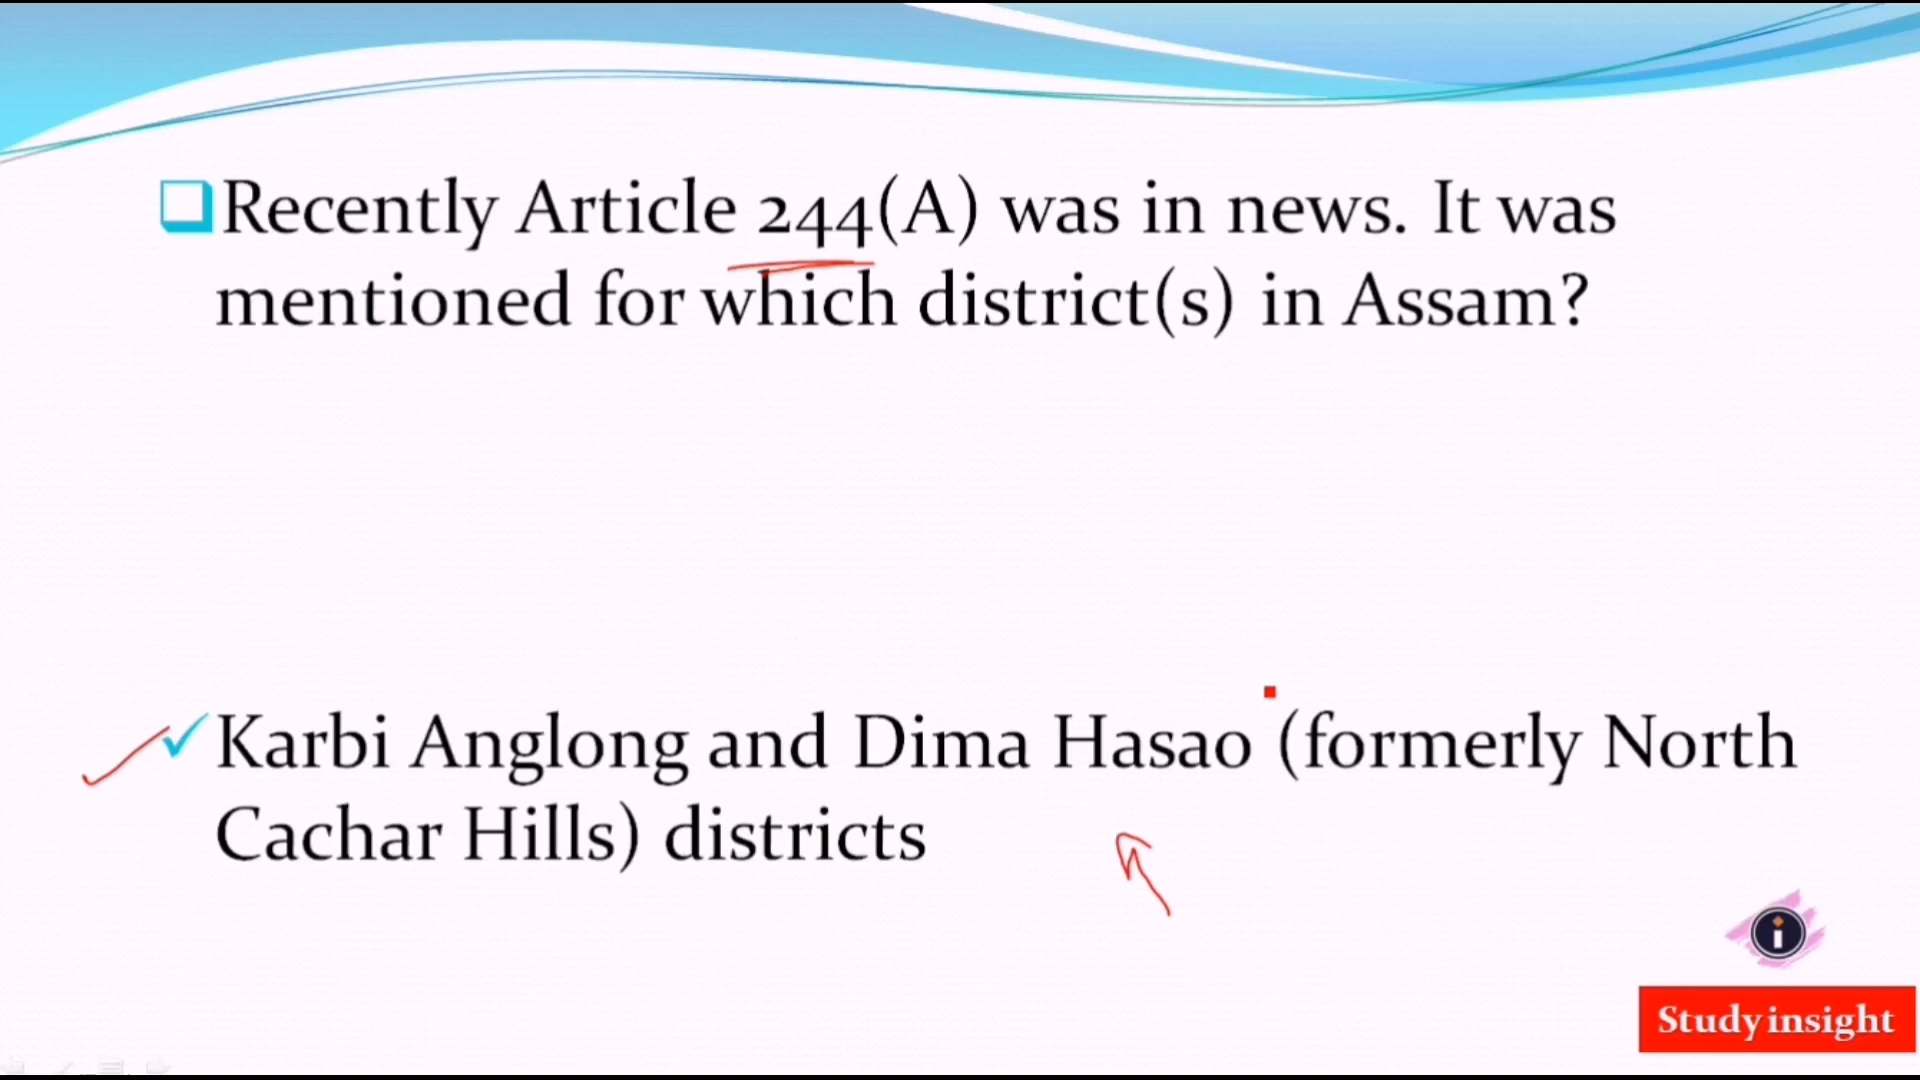 Recently Article 244(A) was in news. It was
mentioned for which district(s) in Assam?
Karbi Anglong and Dima Hasao (formerly North
Cachar Hills) districts
i
Study insight